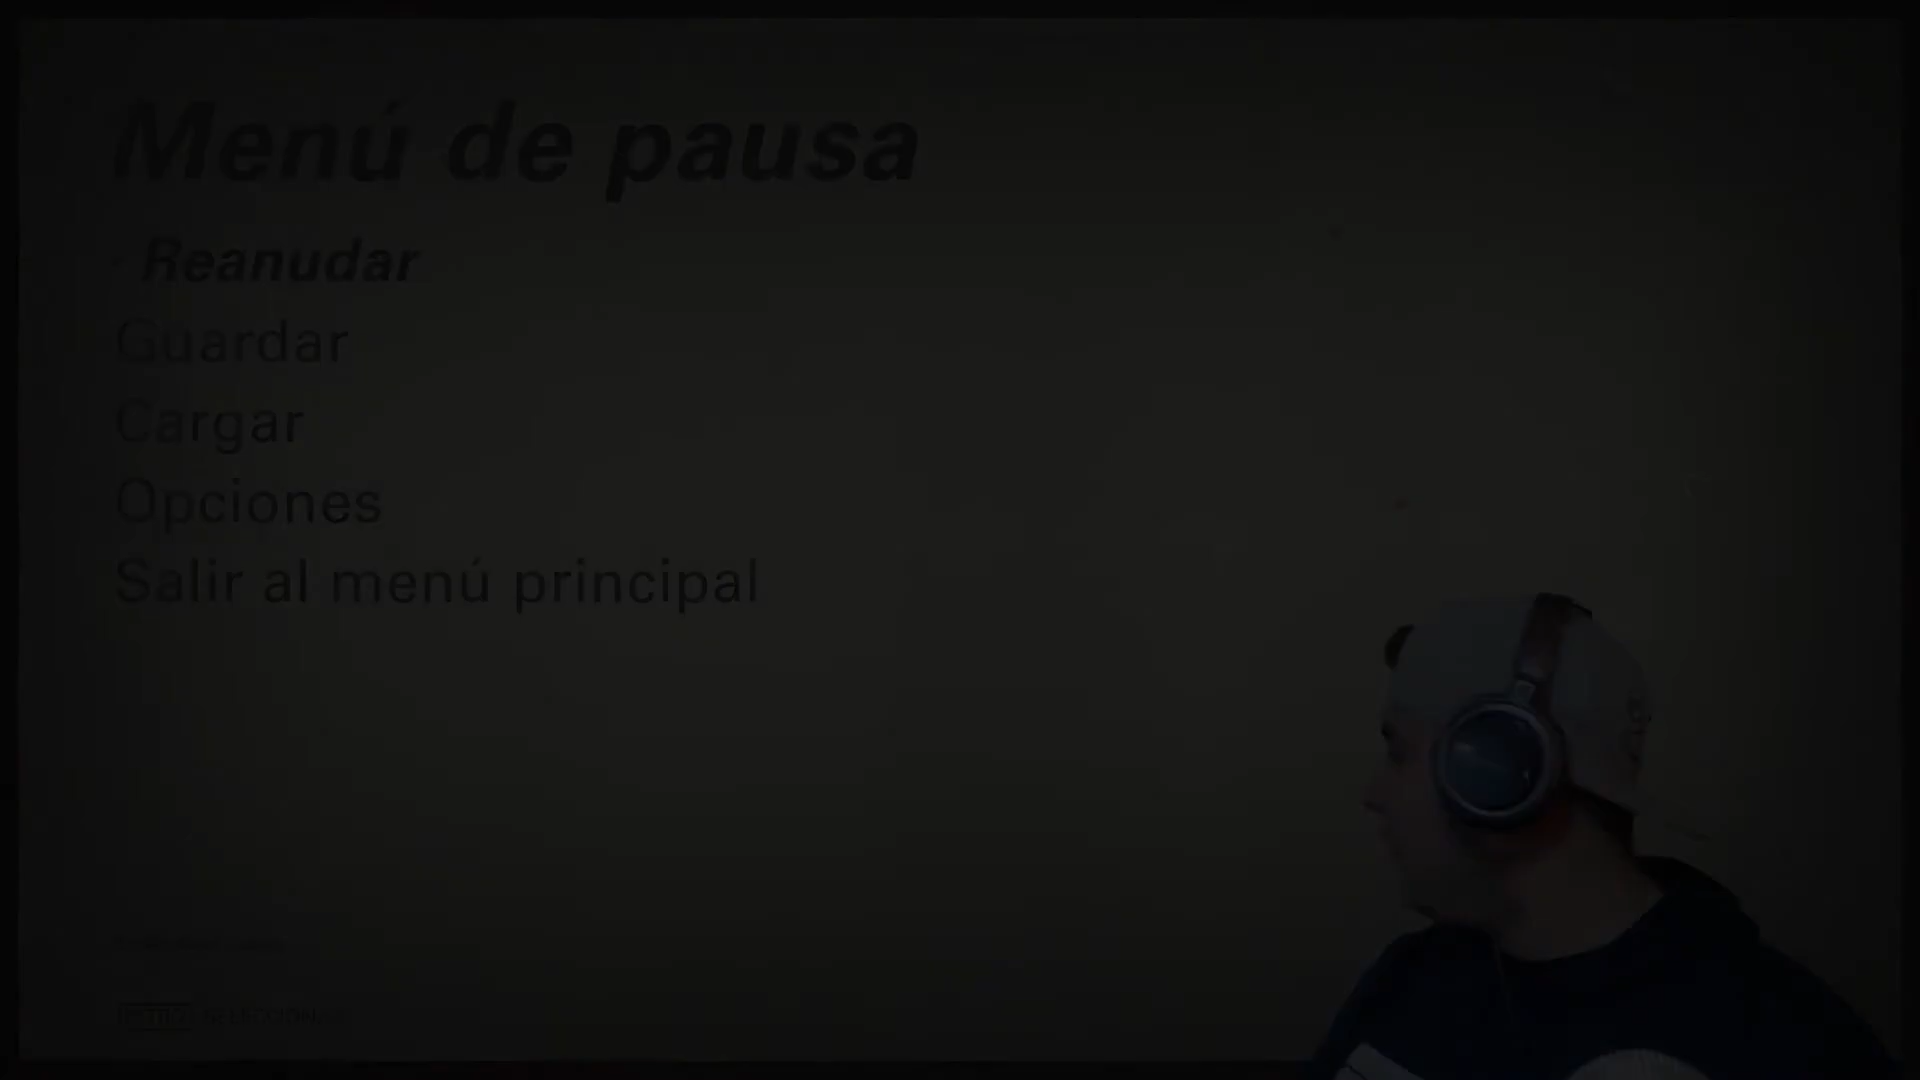 Menú de pausa
- Reanudar
Guardar
Cargar
Opciones
Salir al menú principal